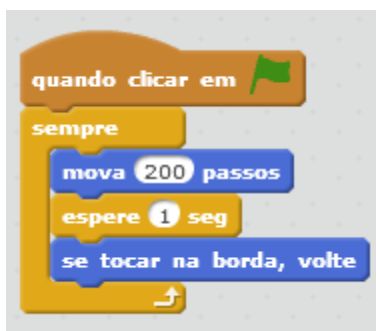 quando clicar em
sempre
mova 200 passos
espere 1 seg
se tocar na borda, volte